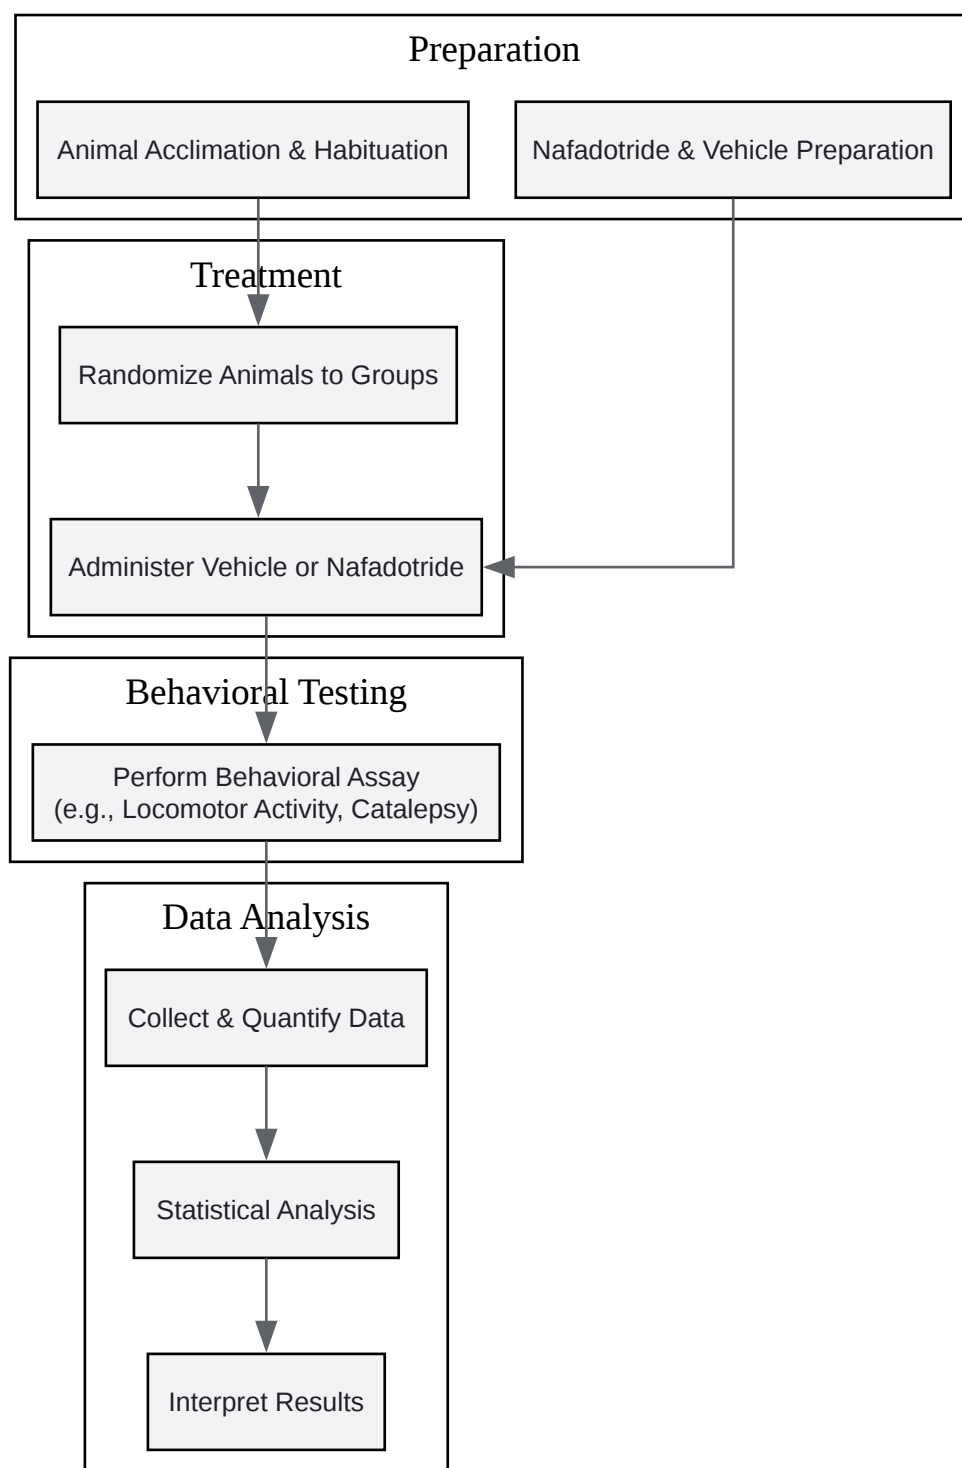 Preparation
Animal Acclimation & Habituation
Nafadotride & Vehicle Preparation
Treatment
Randomize Animals to Groups
Administer Vehicle or Nafadotride
Behavioral Testing
Perform Behavioral Assay
(e.g., Locomotor Activity, Catalepsy)
Data Analysis
Collect & Quantify Data
Statistical Analysis
Interpret Results